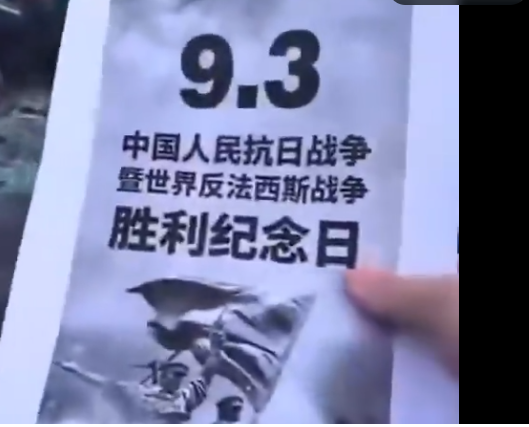 9.3
中国人民抗日战争
暨世界反法西斯战争
胜利纪念日